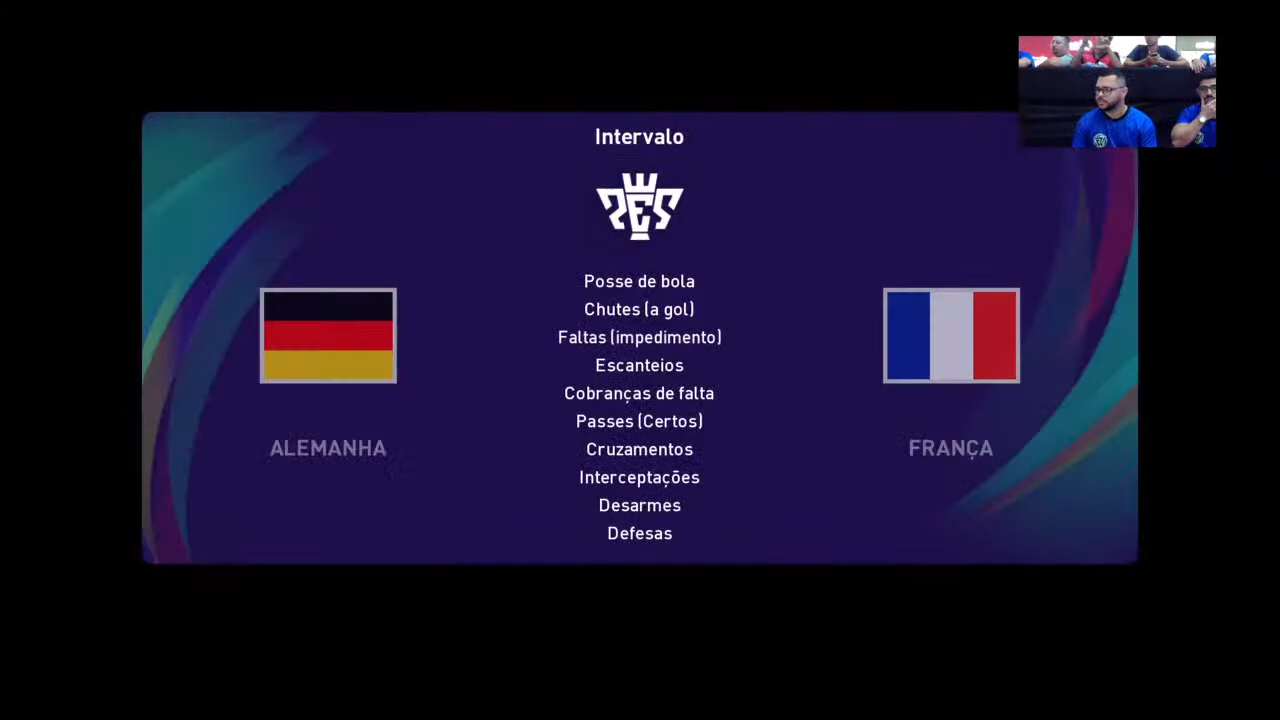 Intervalo
PES
Posse de bola
Chutes (a gol)
Faltas (impedimento)
Escanteios
Cobranças de falta
Passes (Certos)
Cruzamentos
Interceptações
Desarmes
Defesas
ALEMANHA
FRANÇA